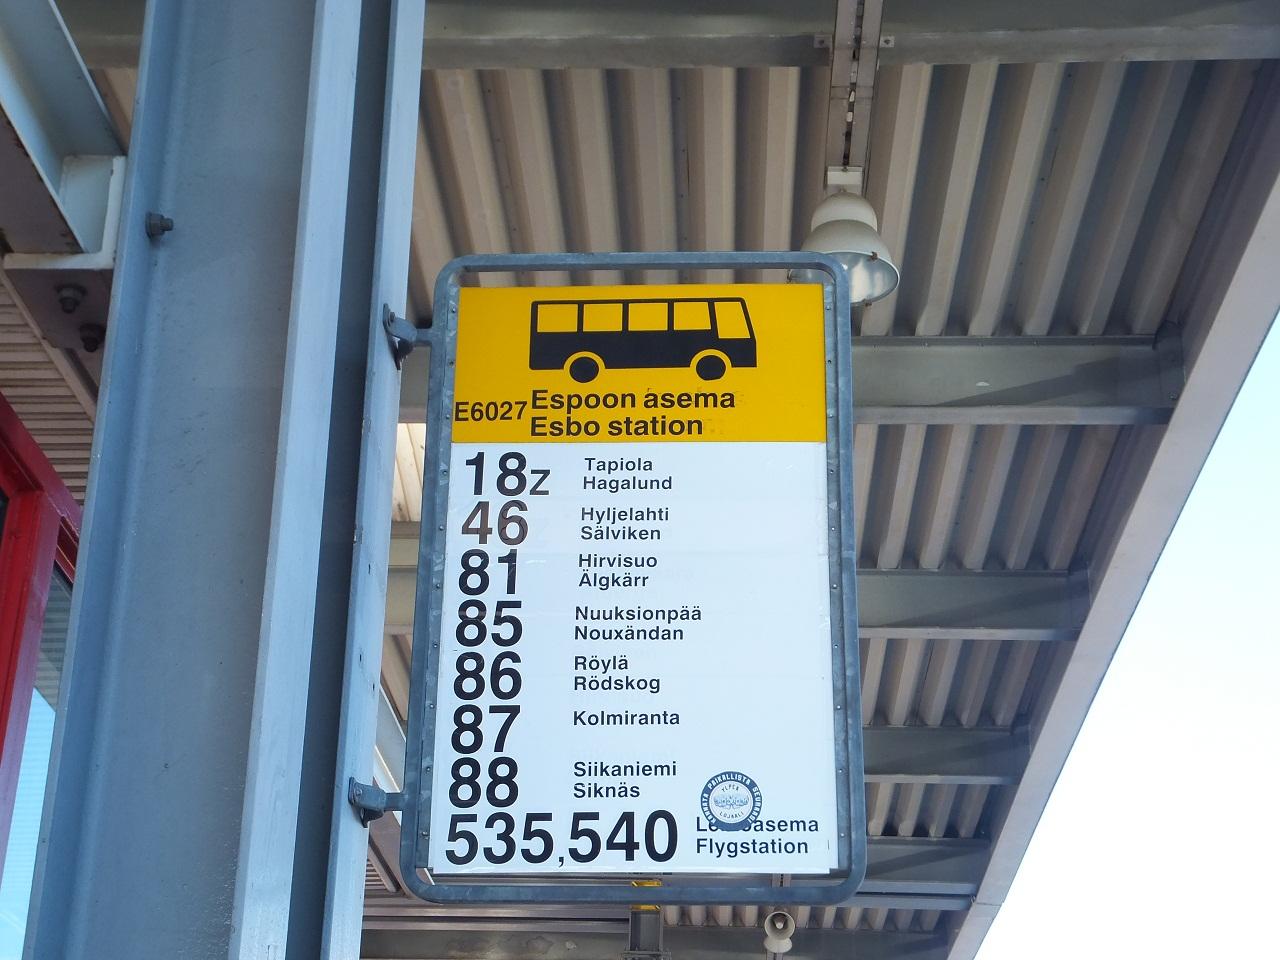 E6027
Espoon asema
Esbo station
18z
Tapiola
Hagalund
46
Hyljelahti
Sälviken
81
Hirvisuo
Älgkärr
85
Nuuksionpää
Nouxändan
86
Röylä
Rödskog
87
Kolmiranta
88
Siikaniemi
Siknäs
535,540
Flygstation
PAIKALLISTA